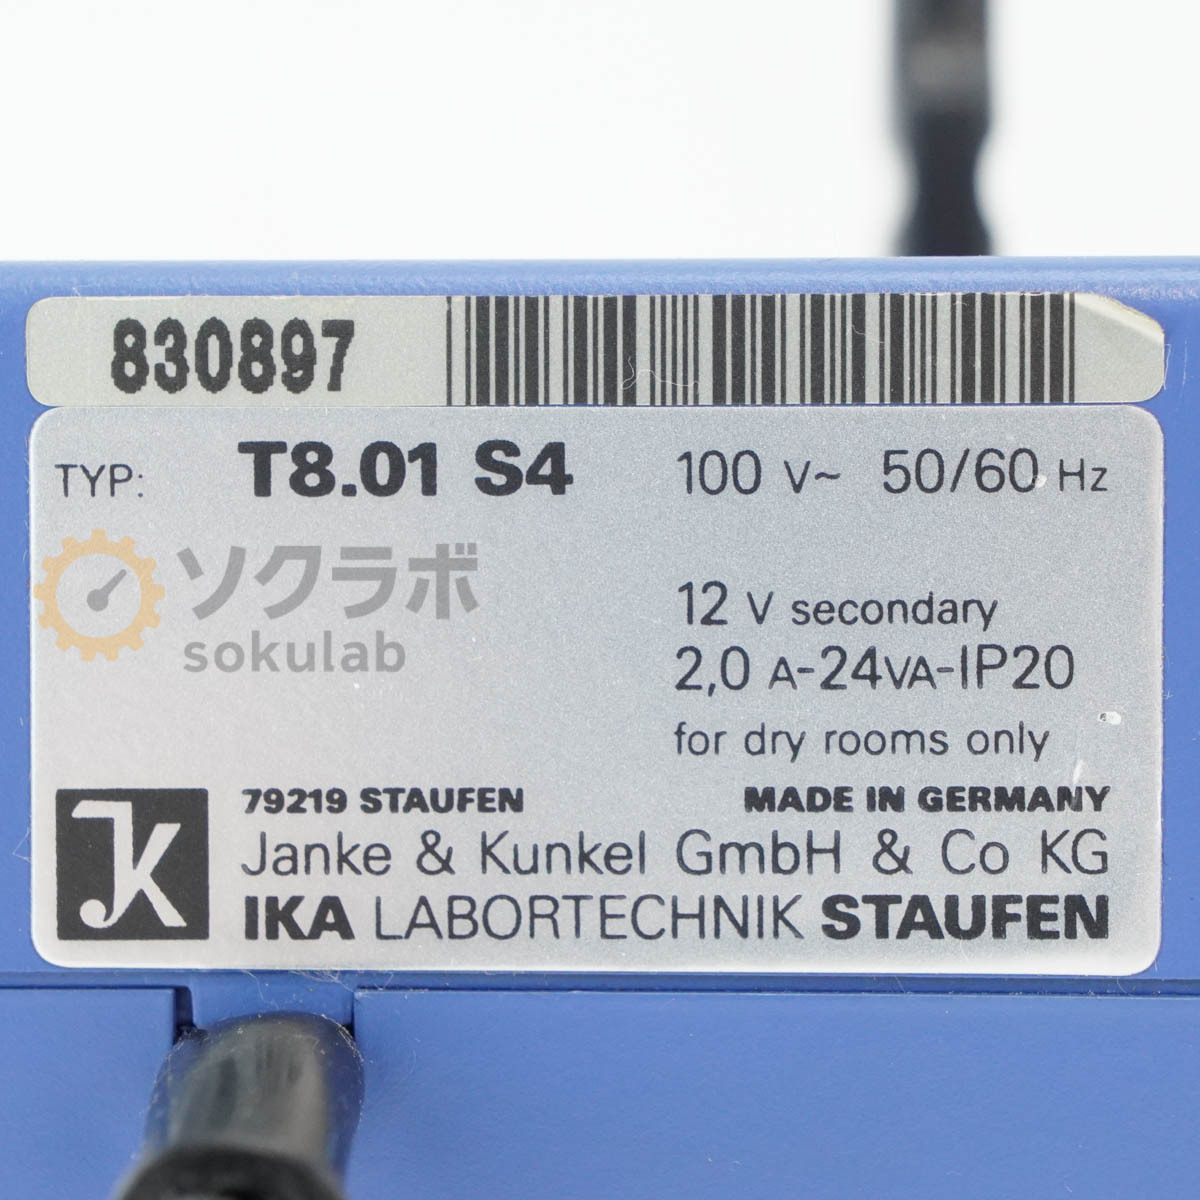 830897
TYP: T8.01 S4 100 V~ 50/60 Hz
ソクラボ
sokulab
12 V secondary
2,0 A-24VA-IP20
for dry rooms only
79219 STAUFEN MADE IN GERMANY
JK
Janke & Kunkel GmbH & Co KG
IKA LABORTECHNIK STAUFEN